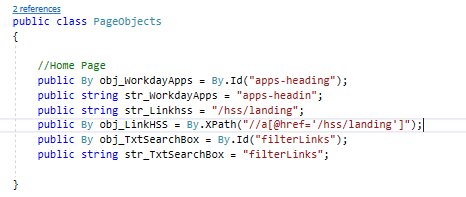 2 references
public class PageObjects
{
//Home Page
public By obj_WorkdayApps = By.Id("apps-heading");
public string str_WorkdayApps = "apps-headin";
public string str_Linkhss = "/hss/landing";
public By obj_LinkHSS = By.XPath("//a[@href='/hss/landing']");
public By obj_TxtSearchBox = By.Id("filterLinks");
public string str_TxtSearchBox = "filterLinks";
}